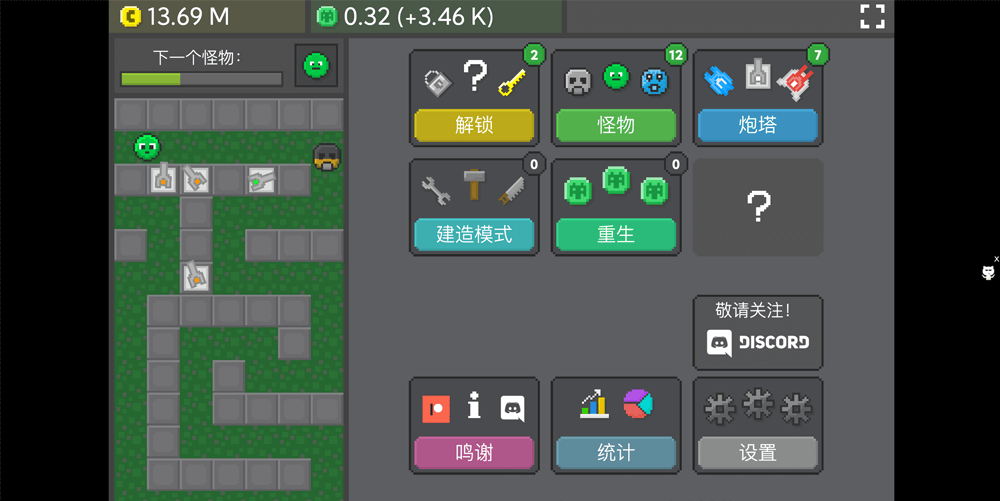 13.69 M
0.32 (+3.46 K)
下一个怪物:
2
12
7
解锁
怪物
炮塔
0
0
建造模式
重生
?
敬请关注!
DISCORD
鸣谢
统计
设置
x